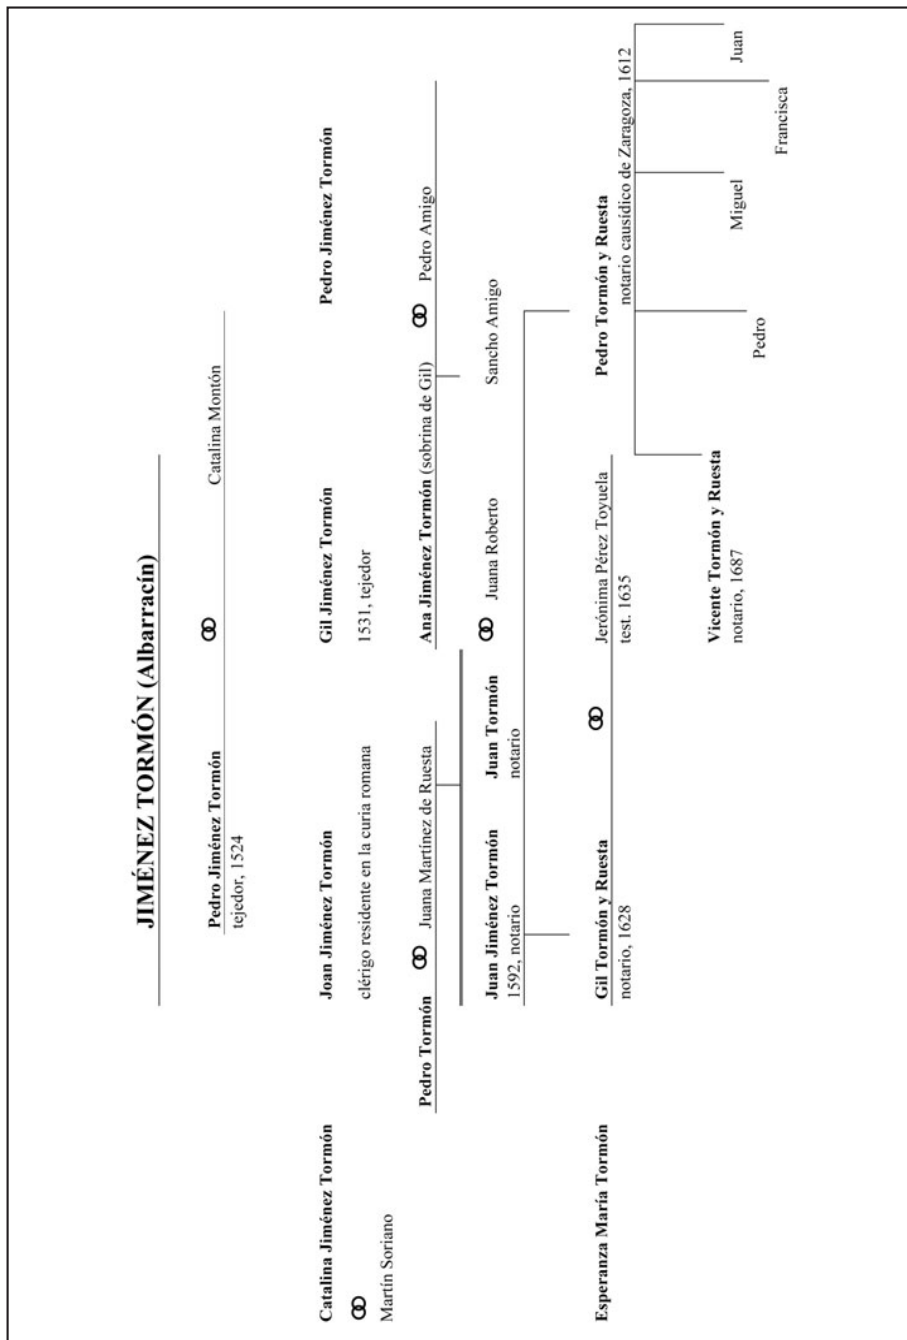 JIMÉNEZ TORMÓN (Albarracín)
Pedro Jiménez Tormón
tejedor, 1524
Catalina Montón
Catalina Jiménez Tormón
Martín Soriano
Joan Jiménez Tormón
clérigo residente en la curia romana
Gil Jiménez Tormón
1531, tejedor
Pedro Jiménez Tormón
Pedro Tormón
Juana Martínez de Ruesta
Ana Jiménez Tormón (sobrina de Gil)
Pedro Amigo
Juan Jiménez Tormón
1592, notario
Juan Tormón
notario
Juana Roberto
Sancho Amigo
Esperanza María Tormón
Gil Tormón y Ruesta
notario, 1628
Jerónima Pérez Toyuela
test. 1635
Pedro Tormón y Ruesta
notario causídico de Zaragoza, 1612
Vicente Tormón y Ruesta
notario, 1687
Pedro
Miguel
Francisca
Juan